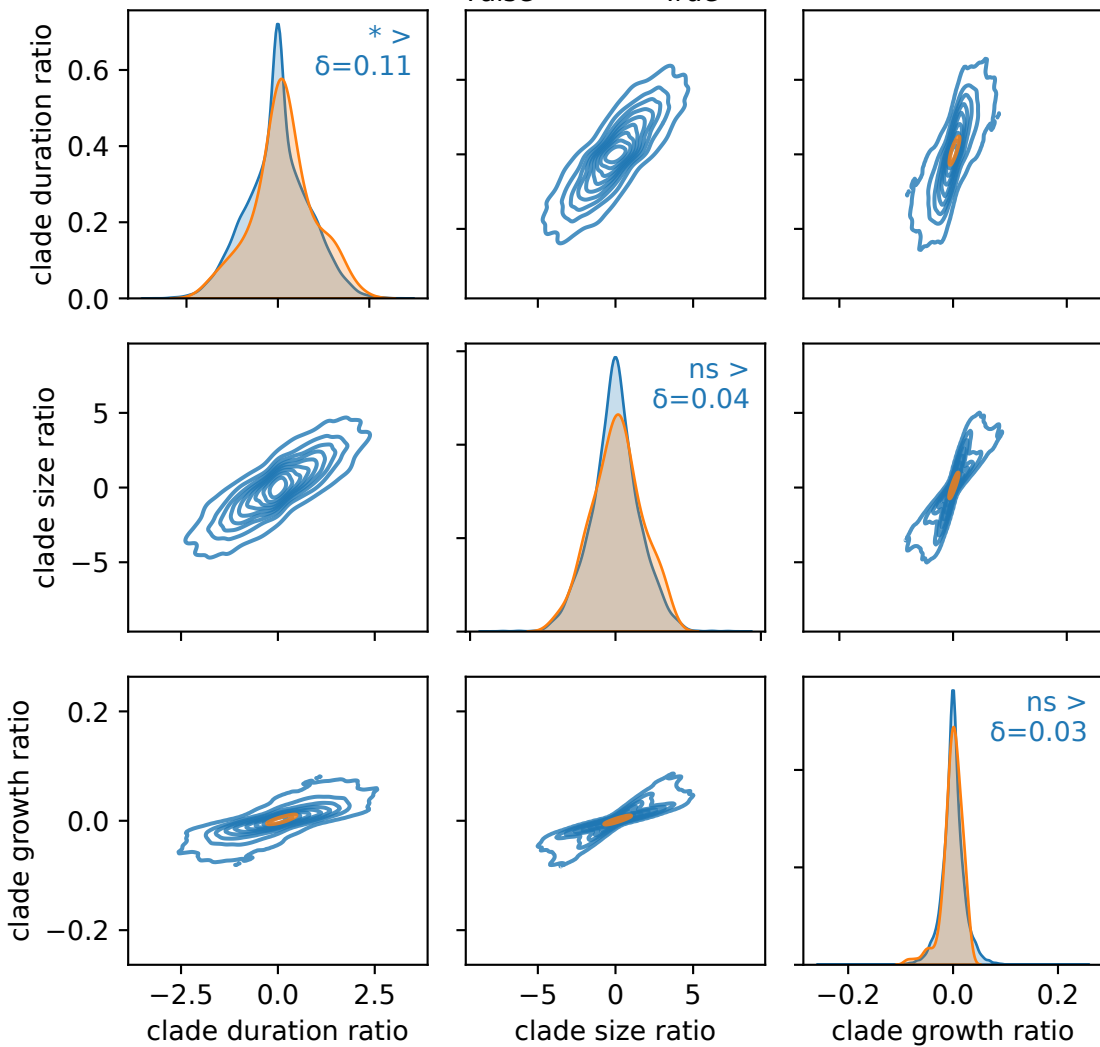 clade duration ratio
0.6
0.4
0.2
0.0
* >
δ=0.11
clade size ratio
5
0
−5
ns >
δ=0.04
clade growth ratio
0.2
0.0
−0.2
ns >
δ=0.03
−2.5 0.0 2.5
−5 0 5
−0.2 0.0 0.2
clade duration ratio
clade size ratio
clade growth ratio